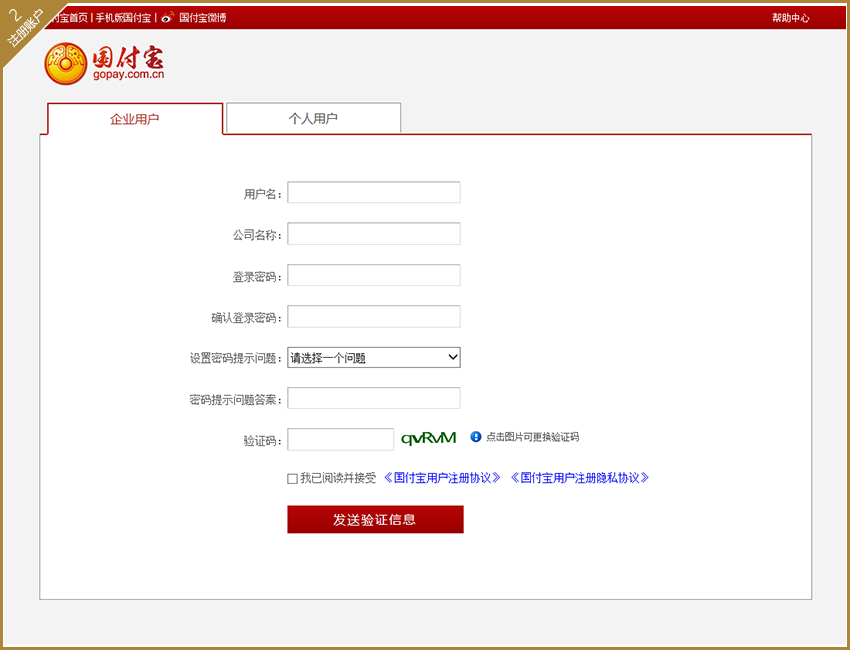 2
注册账户
付宝首页 | 手机版国付宝 | 国付宝微博
帮助中心
国付宝
gopay.com.cn
企业用户
个人用户
用户名：
公司名称：
登录密码：
确认登录密码：
设置密码提示问题： 请选择一个问题
密码提示问题答案：
验证码： qvRVM 点击图片可更换验证码
我已阅读并接受 《国付宝用户注册协议》 《国付宝用户注册隐私协议》
发送验证信息